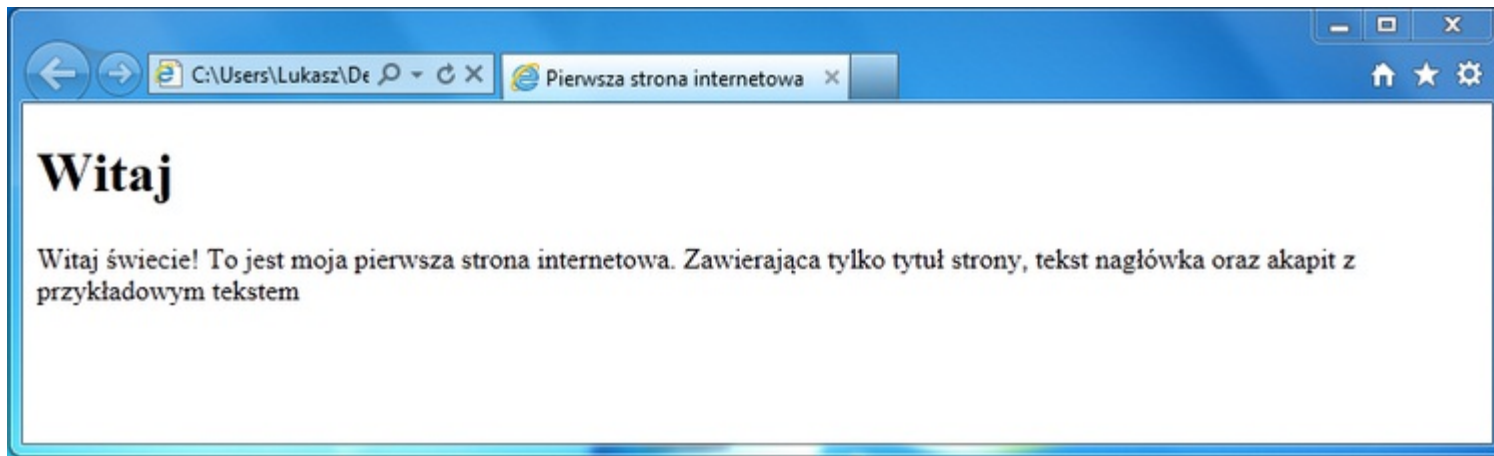 C:\Users\Lukasz\De
Pierwsza strona internetowa
Witaj
Witaj świecie! To jest moja pierwsza strona internetowa. Zawierająca tylko tytuł strony, tekst nagłówka oraz akapit z
przykładowym tekstem